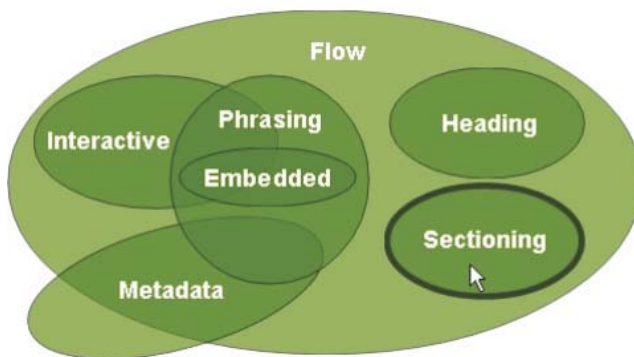 Flow
Phrasing
Heading
Interactive
Embedded
Sectioning
Metadata